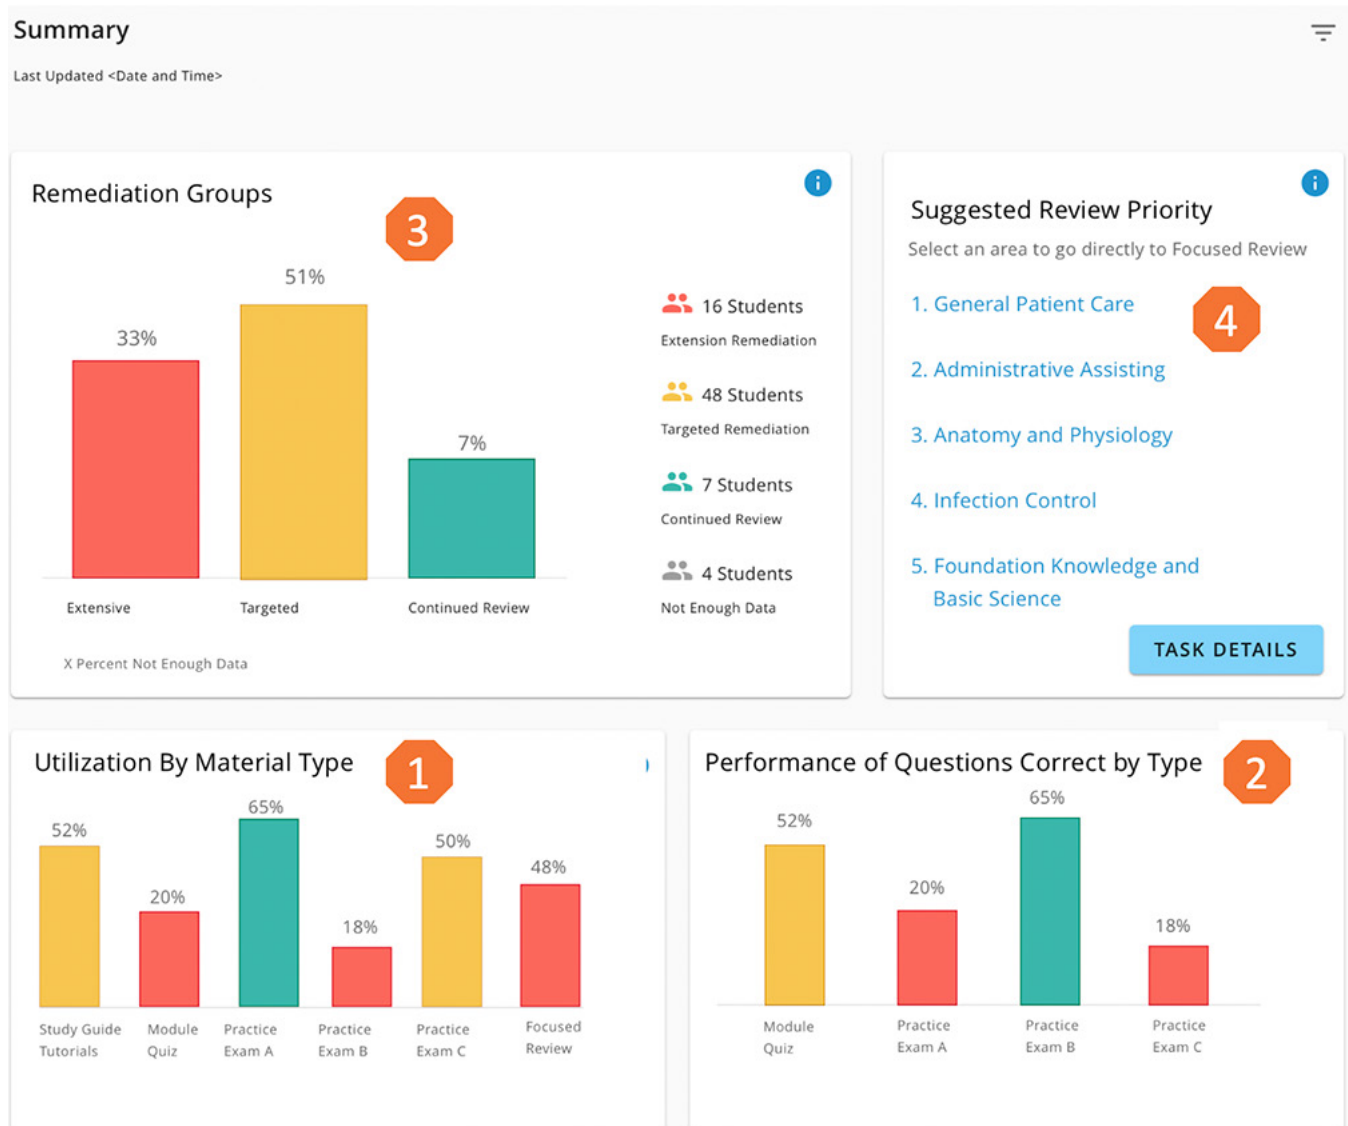 Summary
Last Updated <Date and Time>
Remediation Groups
3
51%
33%
7%
Extensive
Targeted
Continued Review
X Percent Not Enough Data
16 Students
Extension Remediation
48 Students
Targeted Remediation
7 Students
Continued Review
4 Students
Not Enough Data
i
i
Suggested Review Priority
Select an area to go directly to Focused Review
4
1. General Patient Care
2. Administrative Assisting
3. Anatomy and Physiology
4. Infection Control
5. Foundation Knowledge and
Basic Science
TASK DETAILS
Utilization By Material Type
1
52%
20%
65%
18%
50%
48%
Study Guide
Tutorials
Module
Quiz
Practice
Exam A
Practice
Exam B
Practice
Exam C
Focused
Review
Performance of Questions Correct by Type
2
52%
20%
65%
18%
Module
Quiz
Practice
Exam A
Practice
Exam B
Practice
Exam C